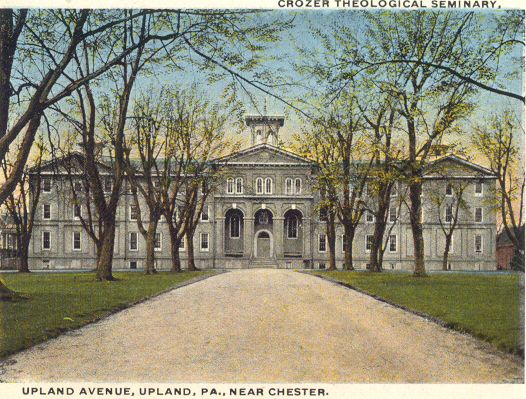 CROZER THEOLOGICAL SEMINARY,
UPLAND AVENUE, UPLAND, PA., NEAR CHESTER.